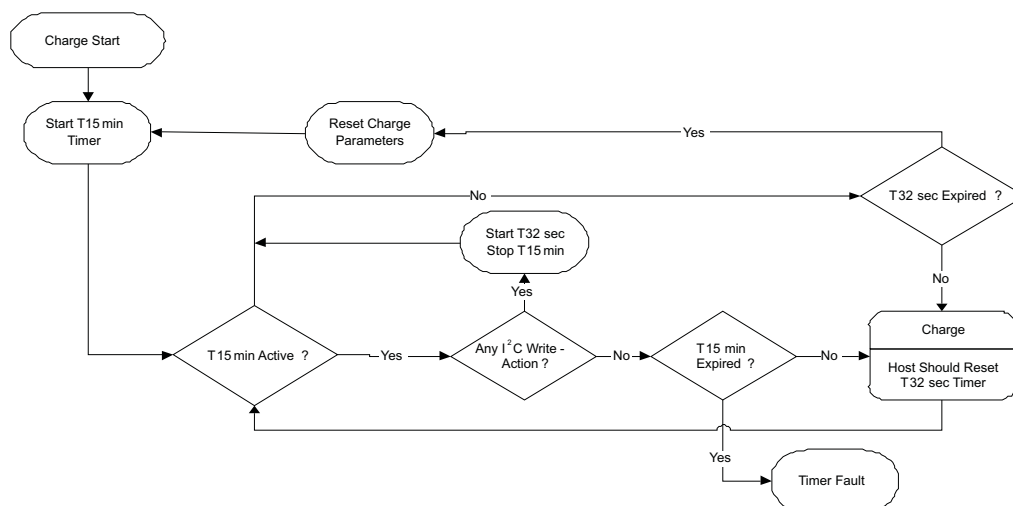 Charge Start
Start T15 min
Timer
Reset Charge
Parameters
Yes
T32 sec Expired ?
No
Start T32 sec
Stop T15 min
No
Yes
T15 min Active ?
Yes
Any I²C Write -
Action ?
No
T15 min
Expired ?
No
Charge
Host Should Reset
T32 sec Timer
Yes
Timer Fault